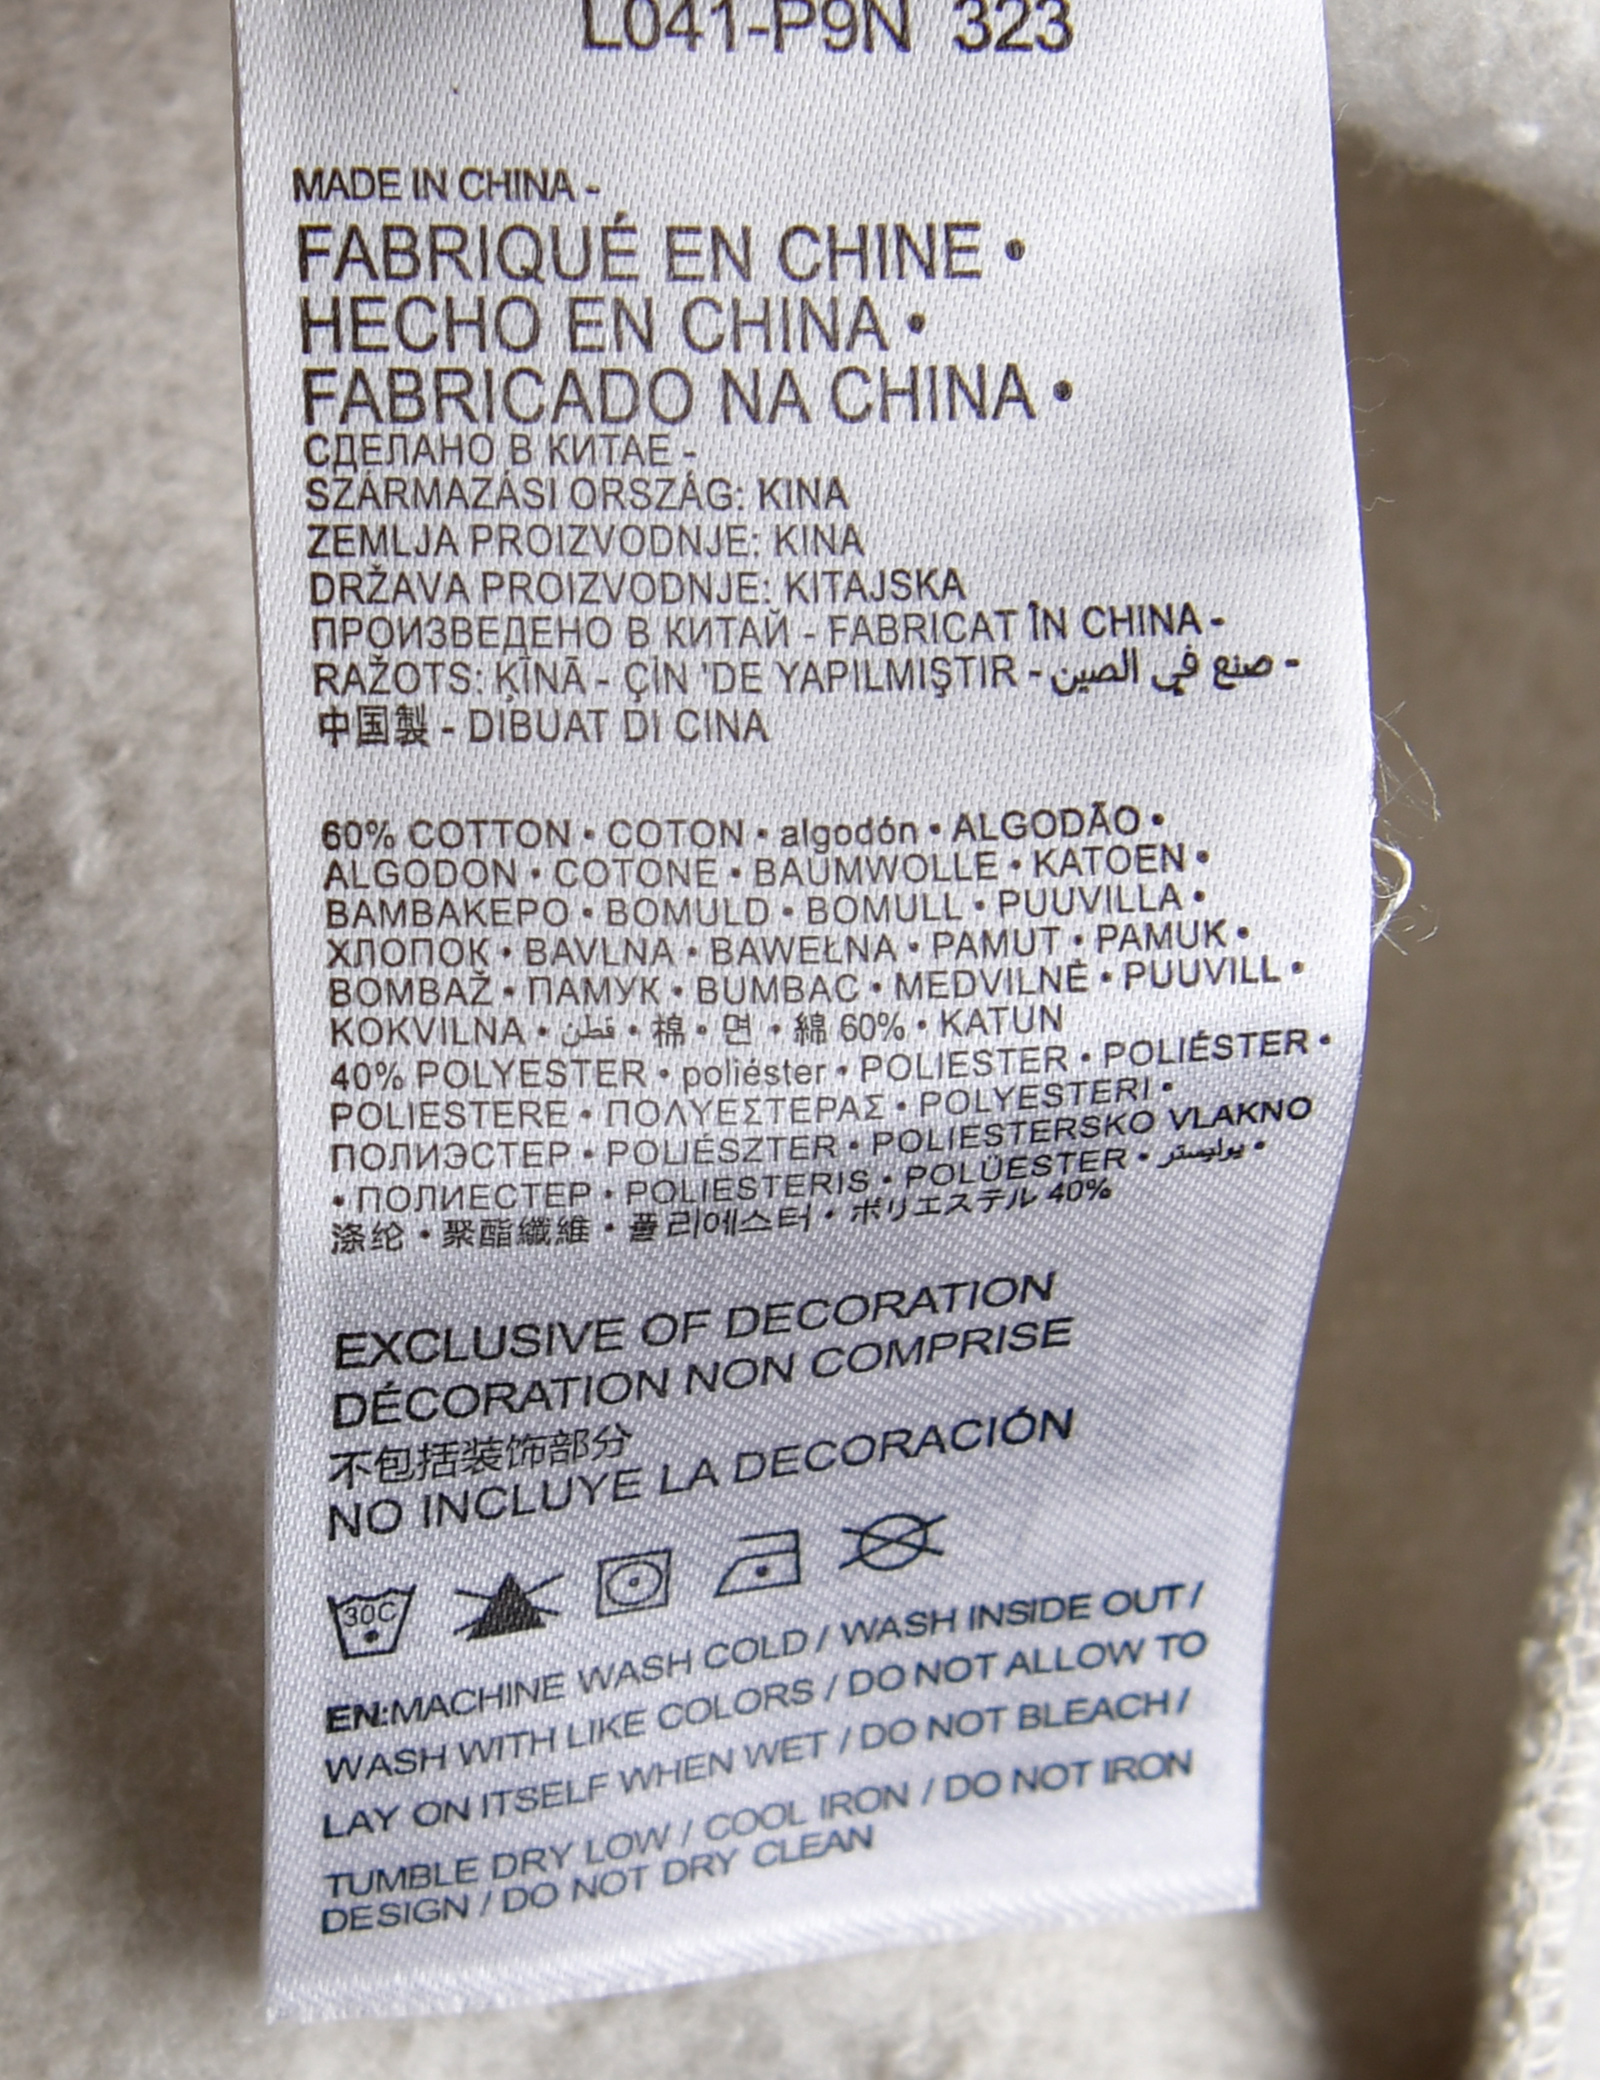 L041-P9N 323
MADE IN CHINA -
FABRIQUÉ EN CHINE •
HECHO EN CHINA •
FABRICADO NA CHINA •
СДЕЛАНО В КИТАЕ -
SZÁRMAZÁSI ORSZÁG: KINA
ZEMLJA PROIZVODNJE: KINA
DRŽAVA PROIZVODNJE: KITAJSKA
ПРОИЗВЕДЕНО В КИТАЙ - FABRICAT ÎN CHINA -
RAŽOTS: ĶĪNĀ - ÇİN 'DE YAPILMIŞTIR - صنع في الصين -
中国製 - DIBUAT DI CINA
60% COTTON • COTON • algodón • ALGODÃO •
ALGODON • COTONE • BAUMWOLLE • KATOEN •
BAMBAKEPO • BOMULD • BOMULL • PUUVILLA •
ХЛОПОК • BAVLNA • BAWEŁNA • PAMUT • PAMUK •
BOMBAŽ • ПАМУК • BUMBAC • MEDVILNĖ • PUUVILL •
KOKVILNA • قطن • 棉 • 면 • 綿 60% • KATUN
40% POLYESTER • poliéster • POLIESTER • POLIÉSTER •
POLIESTERE • ΠΟΛΥΕΣΤΕΡΑΣ • POLYESTERI •
ПОЛИЭСТЕР • POLIÉSZTER • POLIESTERSKO VLAKNO
• ПОЛИЕСТЕР • POLIESTERIS • POLÜESTER • بوليستر •
涤纶 • 聚酯纖維 • 폴리에스터 • ポリエステル 40%
EXCLUSIVE OF DECORATION
DÉCORATION NON COMPRISE
不包括装饰部分
NO INCLUYE LA DECORACIÓN
30C
EN:MACHINE WASH COLD / WASH INSIDE OUT /
WASH WITH LIKE COLORS / DO NOT ALLOW TO
LAY ON ITSELF WHEN WET / DO NOT BLEACH /
TUMBLE DRY LOW / COOL IRON / DO NOT IRON
DESIGN / DO NOT DRY CLEAN